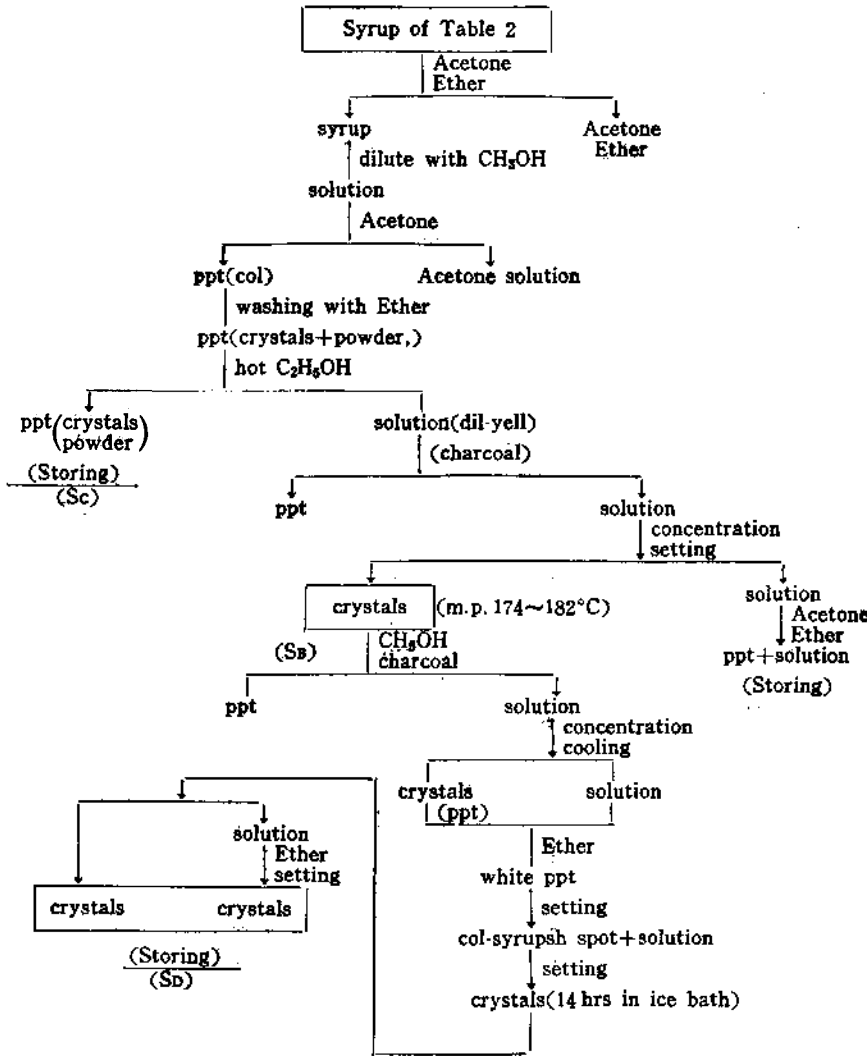 Syrup of Table 2
Acetone
Ether
syrup
Acetone
Ether
dilute with CH₃OH
solution
Acetone
ppt(col)
Acetone solution
washing with Ether
ppt(crystals+powder,)
hot C₂H₅OH
ppt(crystals
powder)
solution(dil-yell)
(charcoal)
(Storing)
(Sc)
ppt
solution
concentration
setting
crystals
(m.p. 174~182°C)
solution
Acetone
Ether
ppt+solution
(Storing)
(SB)
CH₃OH
charcoal
ppt
solution
concentration
cooling
crystals
(ppt)
solution
Ether
white ppt
setting
col-syrupsh spot+solution
setting
crystals(14 hrs in ice bath)
solution
Ether
setting
crystals
crystals
(Storing)
(SD)